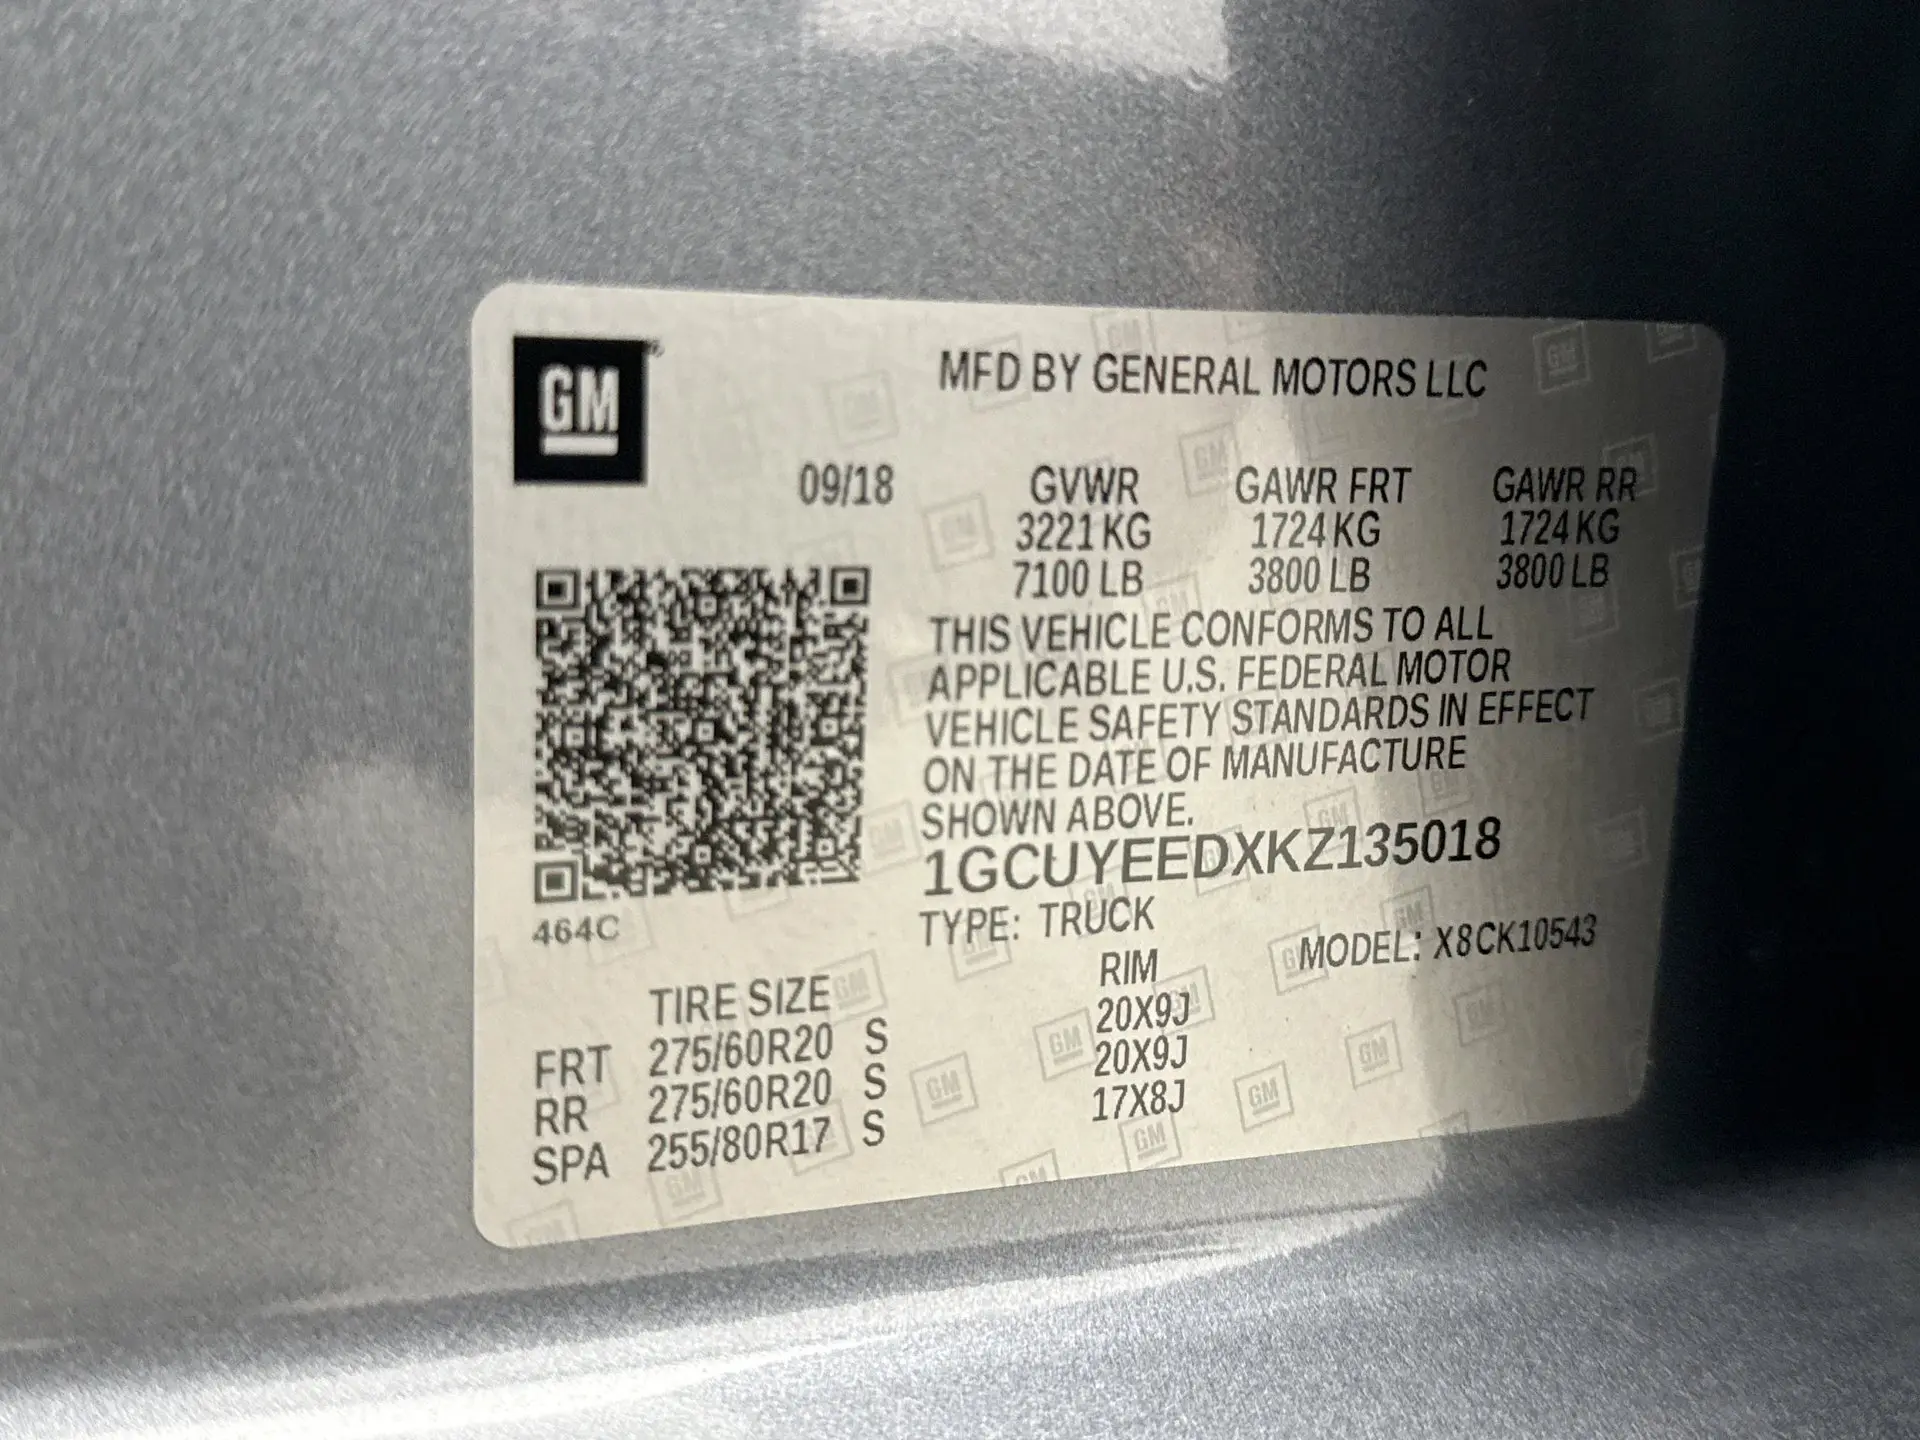 GM
MFD BY GENERAL MOTORS LLC
09/18 GVWR GAWR FRT GAWR RR
3221 KG 1724 KG 1724 KG
7100 LB 3800 LB 3800 LB
THIS VEHICLE CONFORMS TO ALL
APPLICABLE U.S. FEDERAL MOTOR
VEHICLE SAFETY STANDARDS IN EFFECT
ON THE DATE OF MANUFACTURE
SHOWN ABOVE.
1GCUYEEDXKZ135018
464C
TYPE: TRUCK MODEL: X8CK10543
TIRE SIZE RIM
FRT 275/60R20 S 20X9J
RR 275/60R20 S 20X9J
SPA 255/80R17 S 17X8J